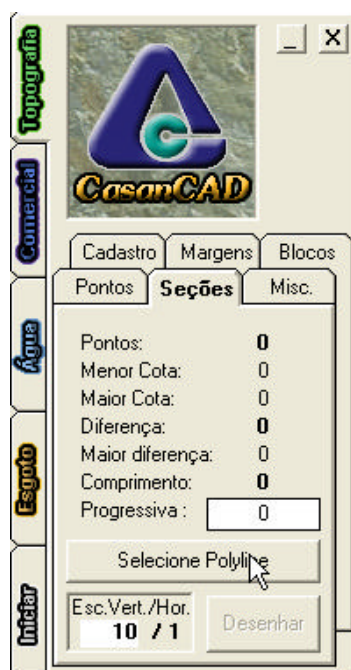 _ X
Topografia
Comercial
Água
Esgoto
Iniciar
CasanCAD
Cadastro Margens Blocos
Pontos Seções Misc.
Pontos: 0
Menor Cota: 0
Maior Cota: 0
Diferença: 0
Maior diferença: 0
Comprimento: 0
Progressiva : 0
Selecione Polyline
Esc.Vert./Hor.
10 / 1
Desenhar